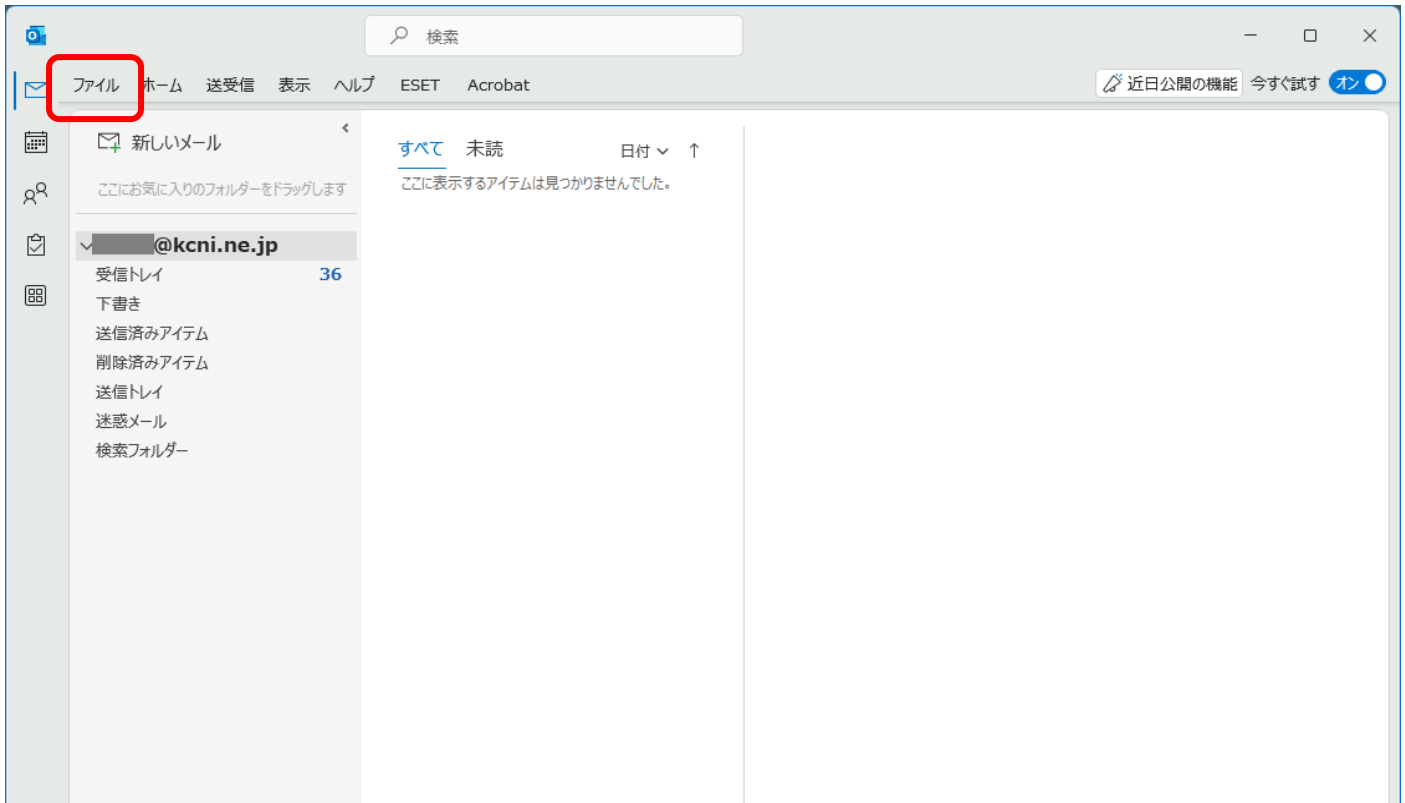 検索
ファイル ホーム 送受信 表示 ヘルプ ESET Acrobat 近日公開の機能 今すぐ試す オン
新しいメール
ここにお気に入りのフォルダーをドラッグします
@kcni.ne.jp
受信トレイ 36
下書き
送信済みアイテム
削除済みアイテム
送信トレイ
迷惑メール
検索フォルダー
すべて 未読 日付 ↑
ここに表示するアイテムは見つかりませんでした。